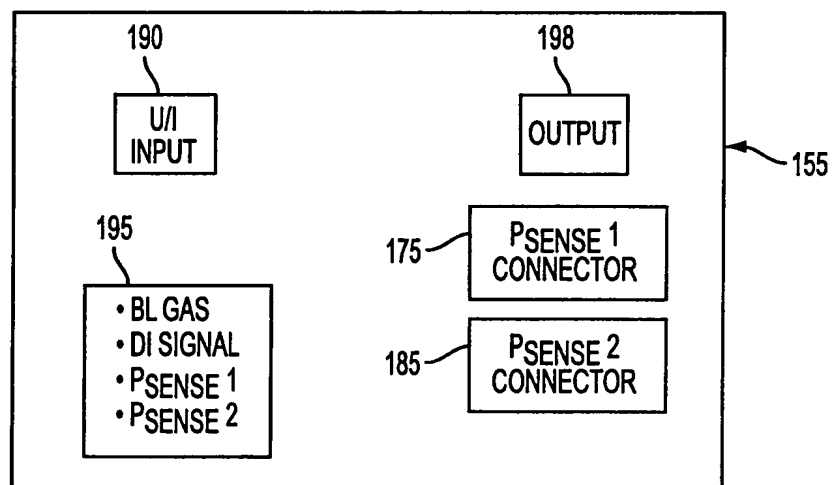 190
U/I
INPUT
198
OUTPUT
155
195
• BL GAS
• DI SIGNAL
• PSENSE 1
• PSENSE 2
175
PSENSE 1
CONNECTOR
185
PSENSE 2
CONNECTOR